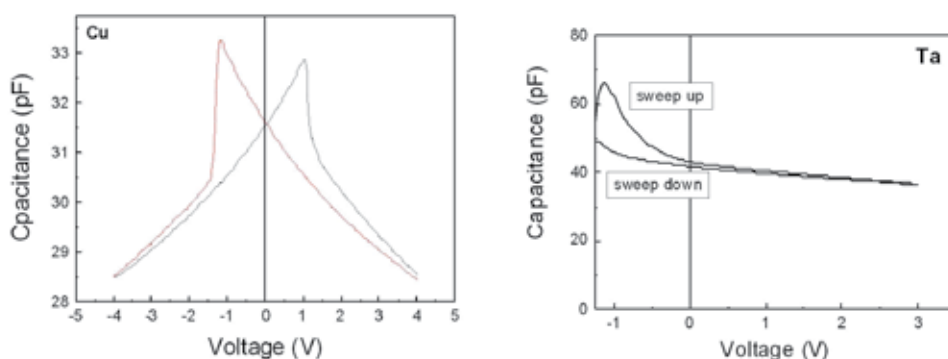 Cu
Cpacitance (pF)
33
32
31
30
29
28
-5 -4 -3 -2 -1 0 1 2 3 4 5
Voltage (V)
Ta
Capacitance (pF)
80
60
40
20
0
sweep up
sweep down
-1 0 1 2 3
Voltage (V)